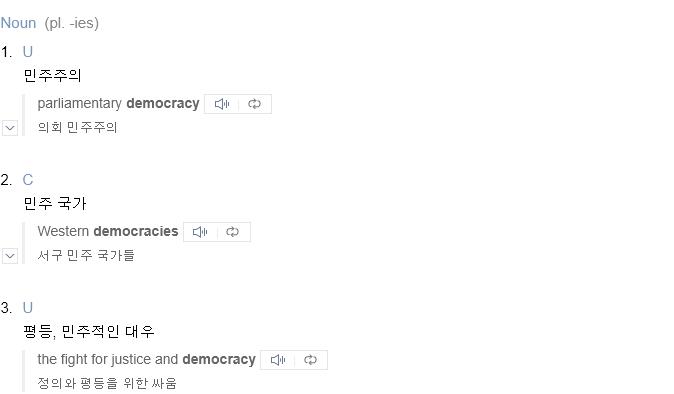 Noun (pl. -ies)
1. U
민주주의
parliamentary democracy
의회 민주주의
2. C
민주 국가
Western democracies
서구 민주 국가들
3. U
평등, 민주적인 대우
the fight for justice and democracy
정의와 평등을 위한 싸움